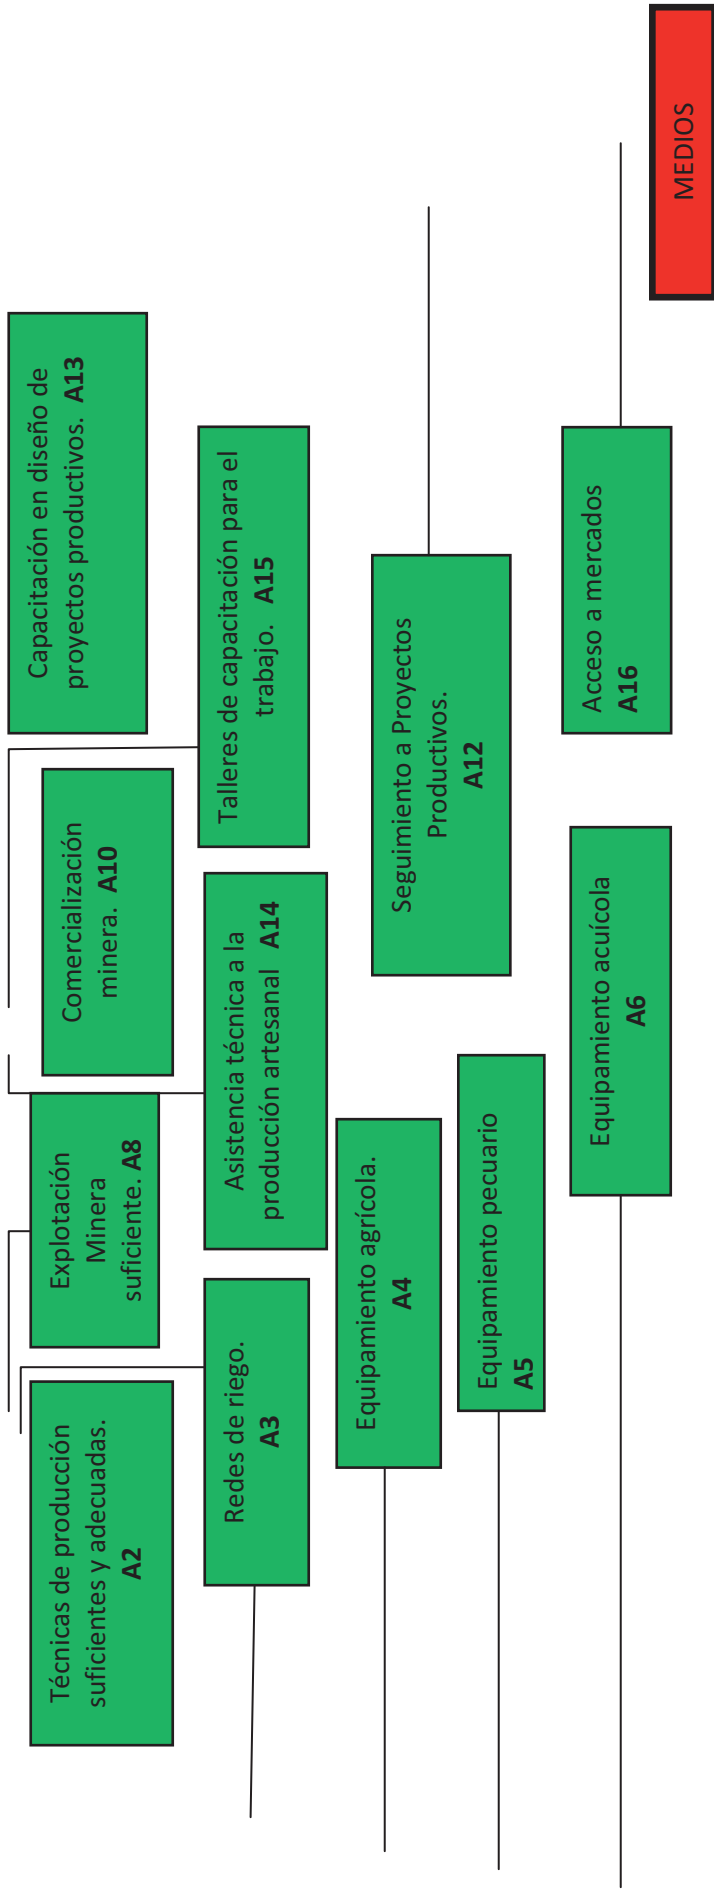 Técnicas de producción
suficientes y adecuadas.
A2
Explotación
Minera
suficiente. A8
Comercialización
minera. A10
Capacitación en diseño de
proyectos productivos. A13
Redes de riego.
A3
Asistencia técnica a la
producción artesanal A14
Talleres de capacitación para el
trabajo. A15
Equipamiento agrícola.
A4
Seguimiento a Proyectos
Productivos.
A12
Equipamiento pecuario
A5
Equipamiento acuícola
A6
Acceso a mercados
A16
MEDIOS